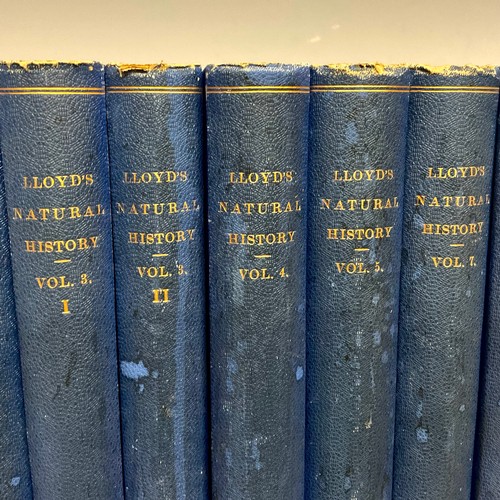 LLOYD'S
NATURAL
HISTORY
VOL. 3.
I
LLOYD'S
NATURAL
HISTORY
VOL. 3.
II
LLOYD'S
NATURAL
HISTORY
VOL. 4.
LLOYD'S
NATURAL
HISTORY
VOL. 5.
LLOYD'S
NATURAL
HISTORY
VOL. 7.